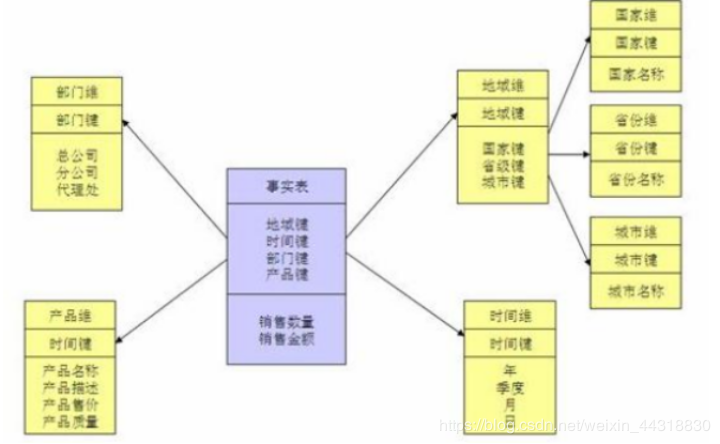 国家维
国家键
国家名称
部门维
部门键
总公司
分公司
代理处
地域维
地域键
国家键
省级键
城市键
省份维
省份键
省份名称
事实表
地域键
时间键
部门键
产品键
销售数量
销售金额
城市维
城市键
城市名称
产品维
时间键
产品名称
产品描述
产品售价
产品质量
时间维
时间键
年
季度
月
日
https://blog.csdn.net/weixin_44318830